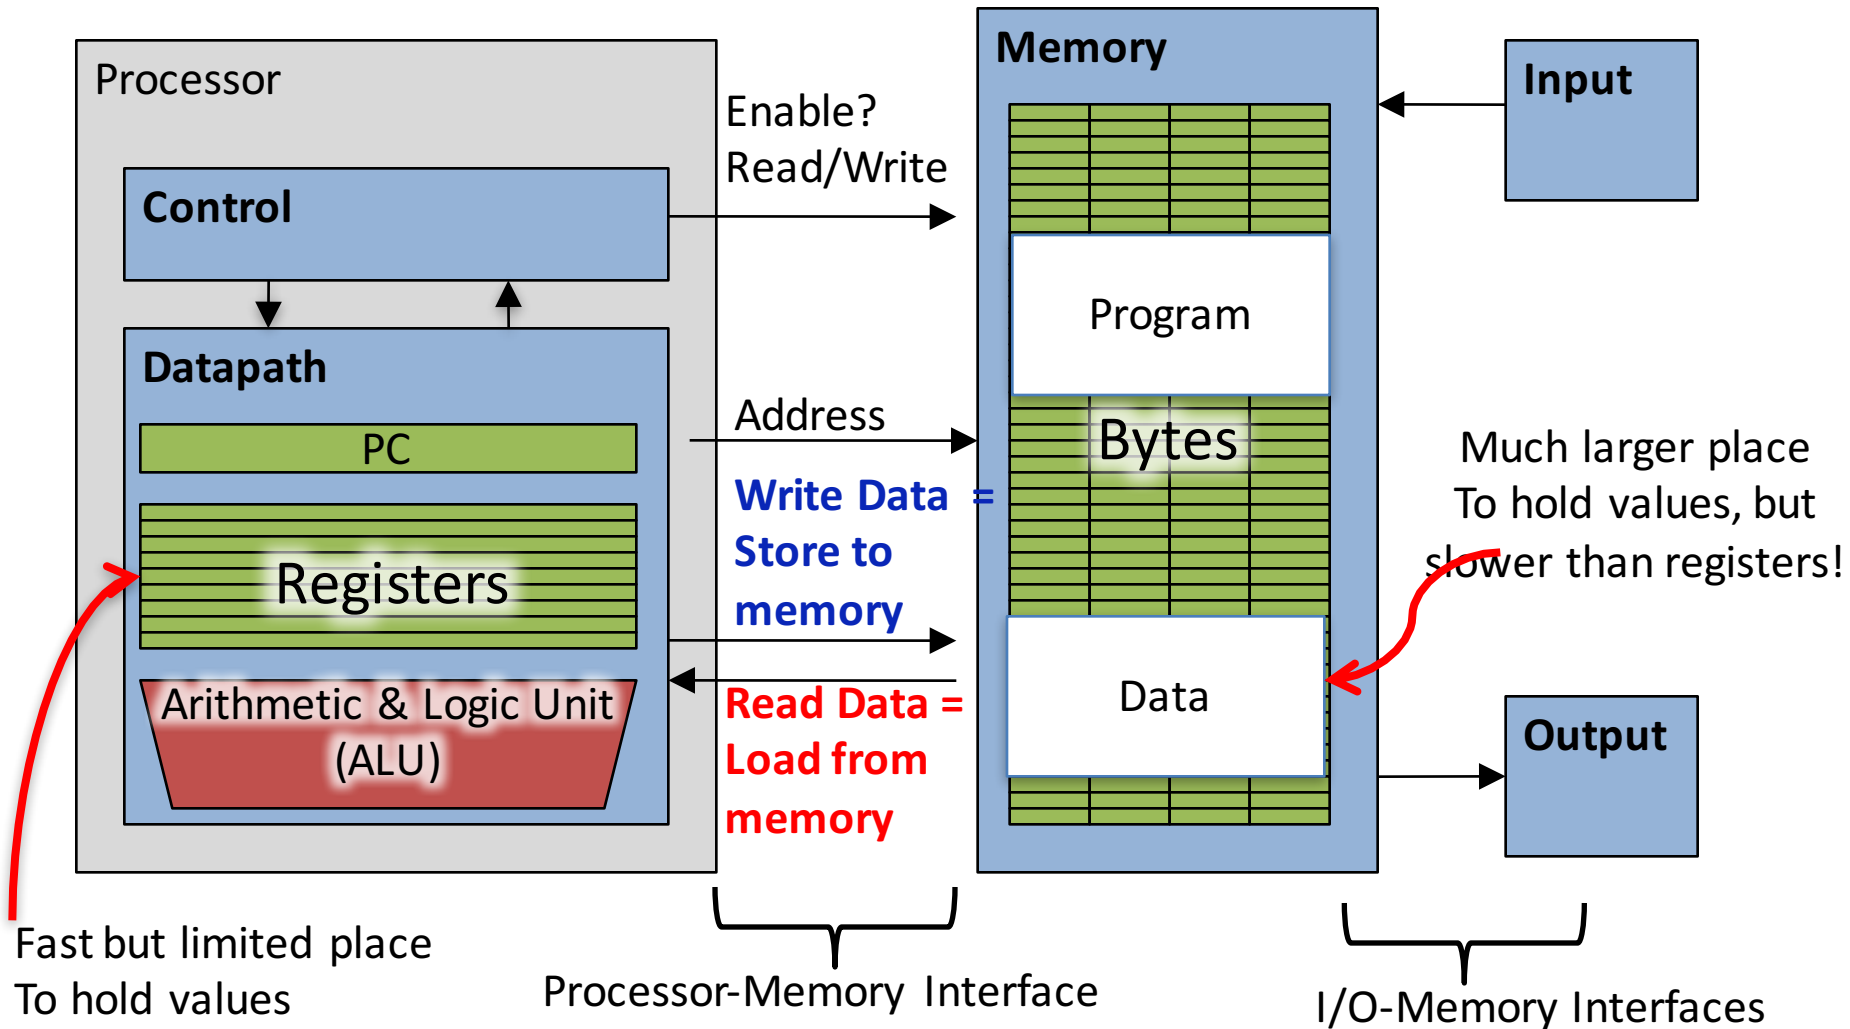 Processor
Control
Datapath
PC
Registers
Arithmetic & Logic Unit
(ALU)
Fast but limited place
To hold values
Enable?
Read/Write
Address
Write Data =
Store to
memory
Read Data =
Load from
memory
Processor-Memory Interface
Memory
Program
Bytes
Data
Input
Much larger place
To hold values, but
slower than registers!
Output
I/O-Memory Interfaces